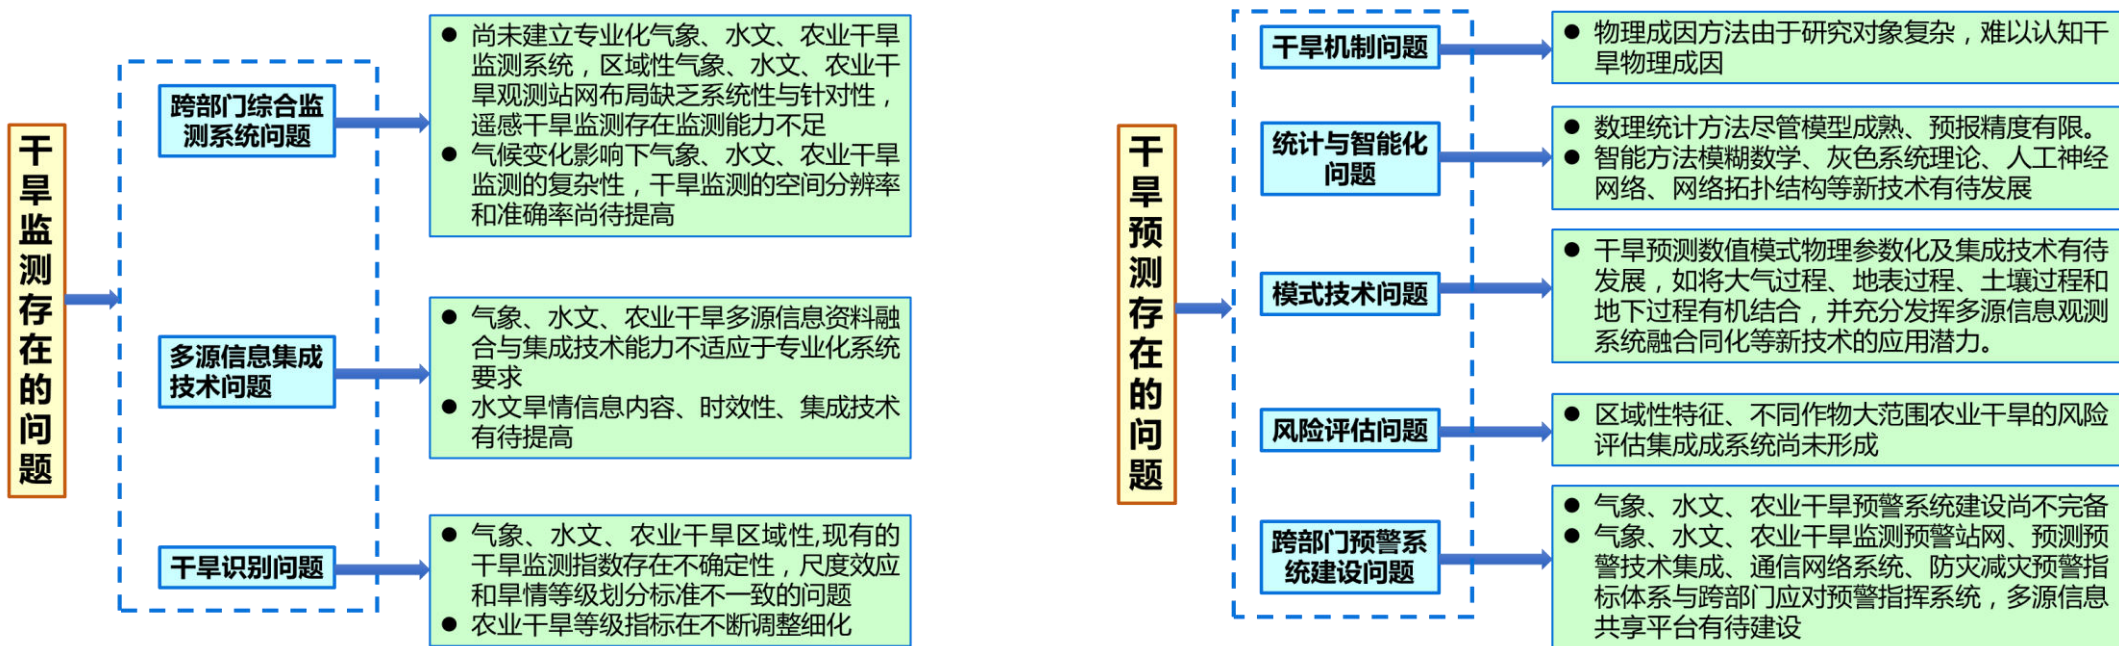 干旱监测存在的问题
跨部门综合监
测系统问题
● 尚未建立专业化气象、水文、农业干旱
监测系统，区域性气象、水文、农业干
旱观测站网布局缺乏系统性与针对性，
遥感干旱监测存在监测能力不足
● 气候变化影响下气象、水文、农业干旱
监测的复杂性，干旱监测的空间分辨率
和准确率尚待提高
多源信息集成
技术问题
● 气象、水文、农业干旱多源信息资料融
合与集成技术能力不适应于专业化系统
要求
● 水文旱情信息内容、时效性、集成技术
有待提高
干旱识别问题
● 气象、水文、农业干旱区域性,现有的
干旱监测指数存在不确定性，尺度效应
和旱情等级划分标准不一致的问题
● 农业干旱等级指标在不断调整细化
干旱预测存在的问题
干旱机制问题
● 物理成因方法由于研究对象复杂，难以认知干
旱物理成因
统计与智能化
问题
● 数理统计方法尽管模型成熟、预报精度有限。
● 智能方法模糊数学、灰色系统理论、人工神经
网络、网络拓扑结构等新技术有待发展
模式技术问题
● 干旱预测数值模式物理参数化及集成技术有待
发展，如将大气过程、地表过程、土壤过程和
地下过程有机结合，并充分发挥多源信息观测
系统融合同化等新技术的应用潜力。
风险评估问题
● 区域性特征、不同作物大范围农业干旱的风险
评估集成成系统尚未形成
跨部门预警系
统建设问题
● 气象、水文、农业干旱预警系统建设尚不完备
● 气象、水文、农业干旱监测预警站网、预测预
警技术集成、通信网络系统、防灾减灾预警指
标体系与跨部门应对预警指挥系统，多源信息
共享平台有待建设